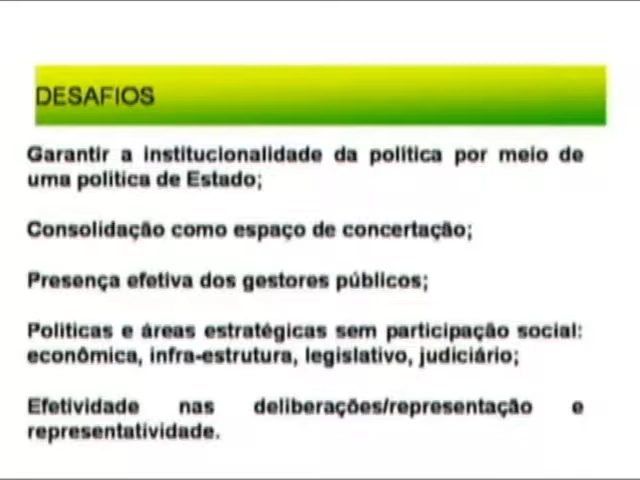 DESAFIOS
Garantir a institucionalidade da política por meio de
uma política de Estado;
Consolidação como espaço de concertação;
Presença efetiva dos gestores públicos;
Políticas e áreas estratégicas sem participação social:
econômica, infra-estrutura, legislativo, judiciário;
Efetividade nas deliberações/representação e
representatividade.